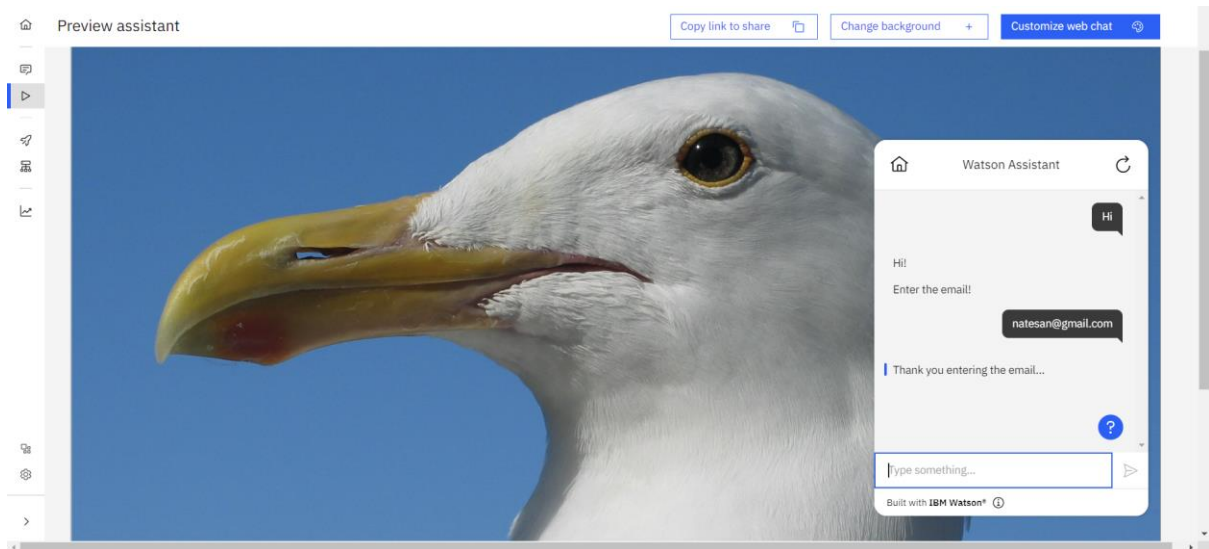 Preview assistant
Copy link to share
Change background +
Customize web chat
Watson Assistant
Hi
Hi!
Enter the email!
natesan@gmail.com
Thank you entering the email...
?
Type something...
Built with IBM Watson®